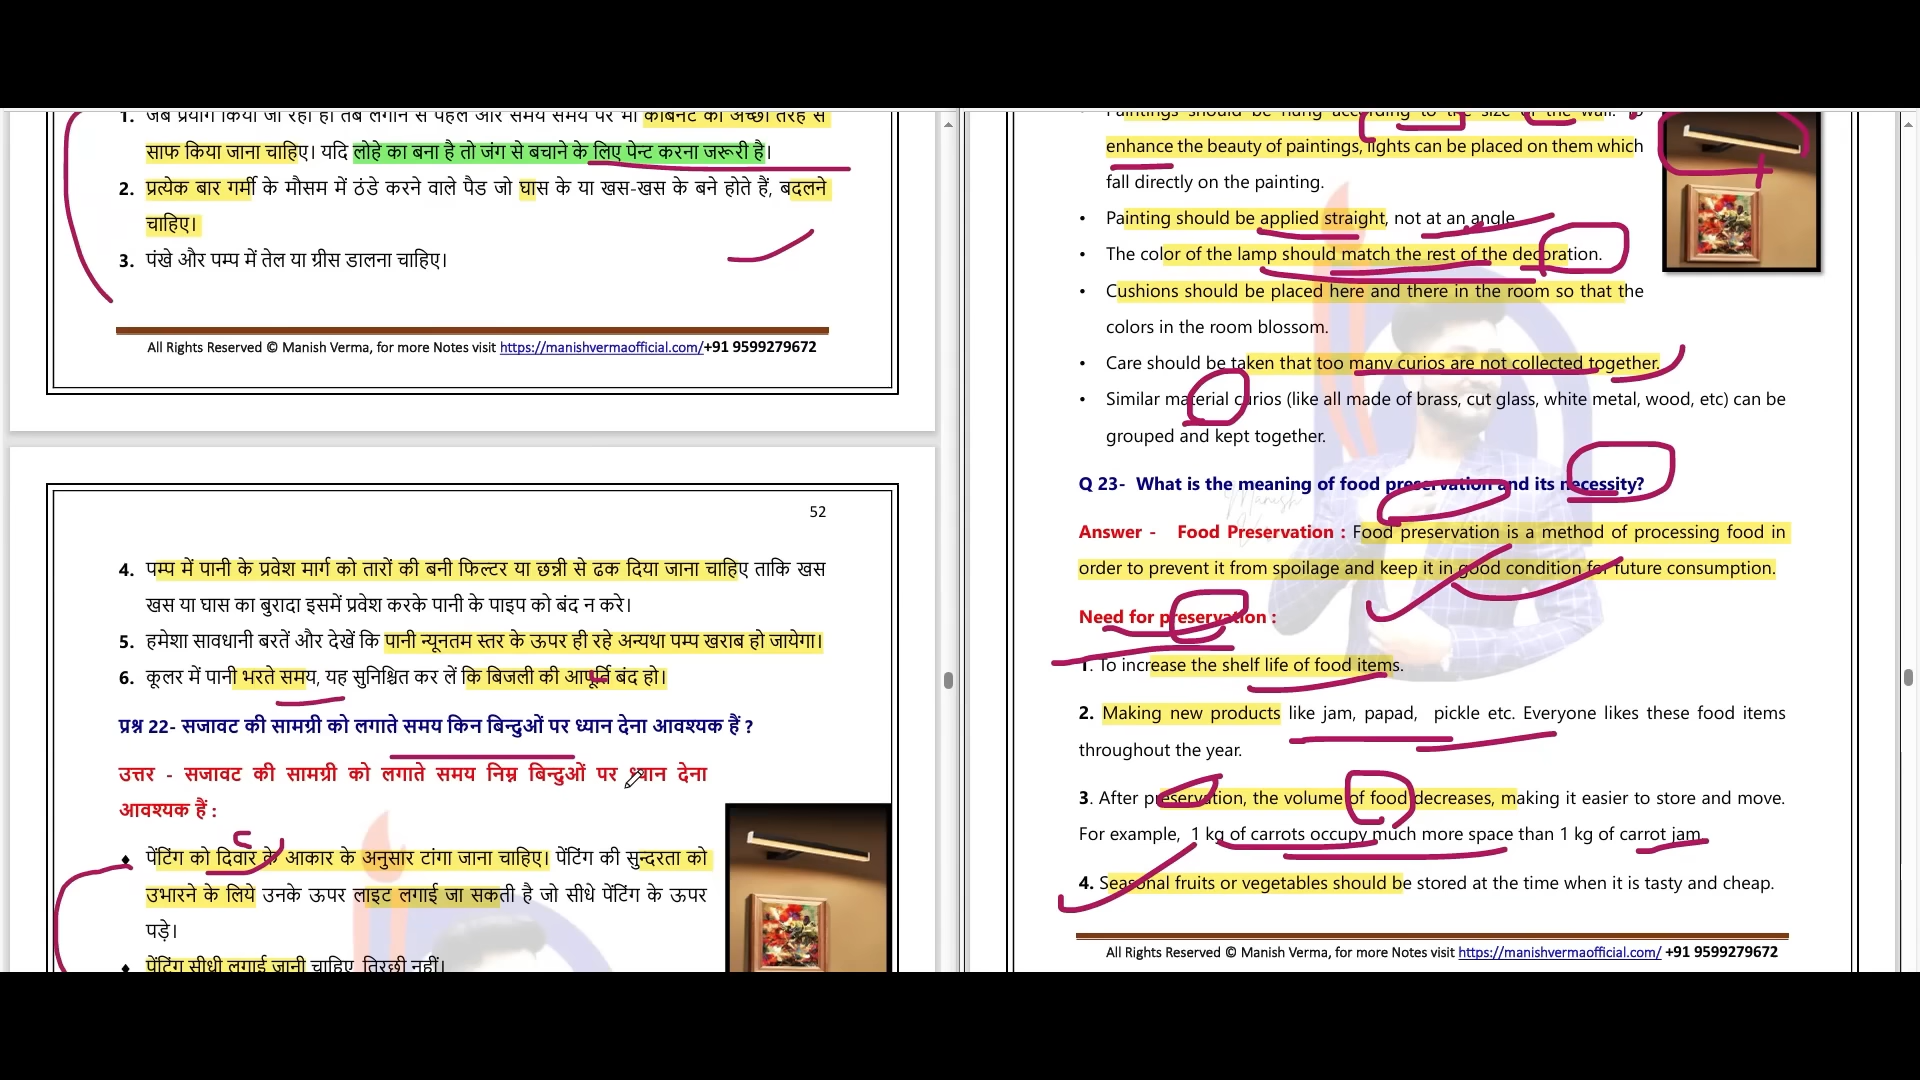 1. जब प्रयोग किया जा रहा हो तब लगाने से पहले और समय समय पर भी कैबिनेट को अच्छी तरह से
साफ किया जाना चाहिए। यदि लोहे का बना है तो जंग से बचाने के लिए पेन्ट करना जरूरी है।
2. प्रत्येक बार गर्मी के मौसम में ठंडे करने वाले पैड जो घास के या खस-खस के बने होते हैं, बदलने
चाहिए।
3. पंखे और पम्प में तेल या ग्रीस डालना चाहिए।
All Rights Reserved © Manish Verma, for more Notes visit https://manishvermaofficial.com/+91 9599279672
52
4. पम्प में पानी के प्रवेश मार्ग को तारों की बनी फिल्टर या छन्नी से ढक दिया जाना चाहिए ताकि खस
खस या घास का बुरादा इसमें प्रवेश करके पानी के पाइप को बंद न करे।
5. हमेशा सावधानी बरतें और देखें कि पानी न्यूनतम स्तर के ऊपर ही रहे अन्यथा पम्प खराब हो जायेगा।
6. कूलर में पानी भरते समय, यह सुनिश्चित कर लें कि बिजली की आपूर्ति बंद हो।
प्रश्न 22- सजावट की सामग्री को लगाते समय किन बिन्दुओं पर ध्यान देना आवश्यक हैं ?
उत्तर - सजावट की सामग्री को लगाते समय निम्न बिन्दुओं पर ध्यान देना
आवश्यक हैं :
♦ पेंटिंग को दिवार के आकार के अनुसार टांगा जाना चाहिए। पेंटिंग की सुन्दरता को
उभारने के लिये उनके ऊपर लाइट लगाई जा सकती है जो सीधे पेंटिंग के ऊपर
पड़े।
♦ पेंटिंग सीधी लगाई जानी चाहिए तिरछी नहीं।
• Paintings should be hung according to the size of the wall. To
enhance the beauty of paintings, lights can be placed on them which
fall directly on the painting.
• Painting should be applied straight, not at an angle.
• The color of the lamp should match the rest of the decoration.
• Cushions should be placed here and there in the room so that the
colors in the room blossom.
• Care should be taken that too many curios are not collected together.
• Similar material curios (like all made of brass, cut glass, white metal, wood, etc) can be
grouped and kept together.
Q 23- What is the meaning of food preservation and its necessity?
Answer - Food Preservation : Food preservation is a method of processing food in
order to prevent it from spoilage and keep it in good condition for future consumption.
Need for preservation :
1. To increase the shelf life of food items.
2. Making new products like jam, papad, pickle etc. Everyone likes these food items
throughout the year.
3. After preservation, the volume of food decreases, making it easier to store and move.
For example, 1 kg of carrots occupy much more space than 1 kg of carrot jam.
4. Seasonal fruits or vegetables should be stored at the time when it is tasty and cheap.
All Rights Reserved © Manish Verma, for more Notes visit https://manishvermaofficial.com/ +91 9599279672